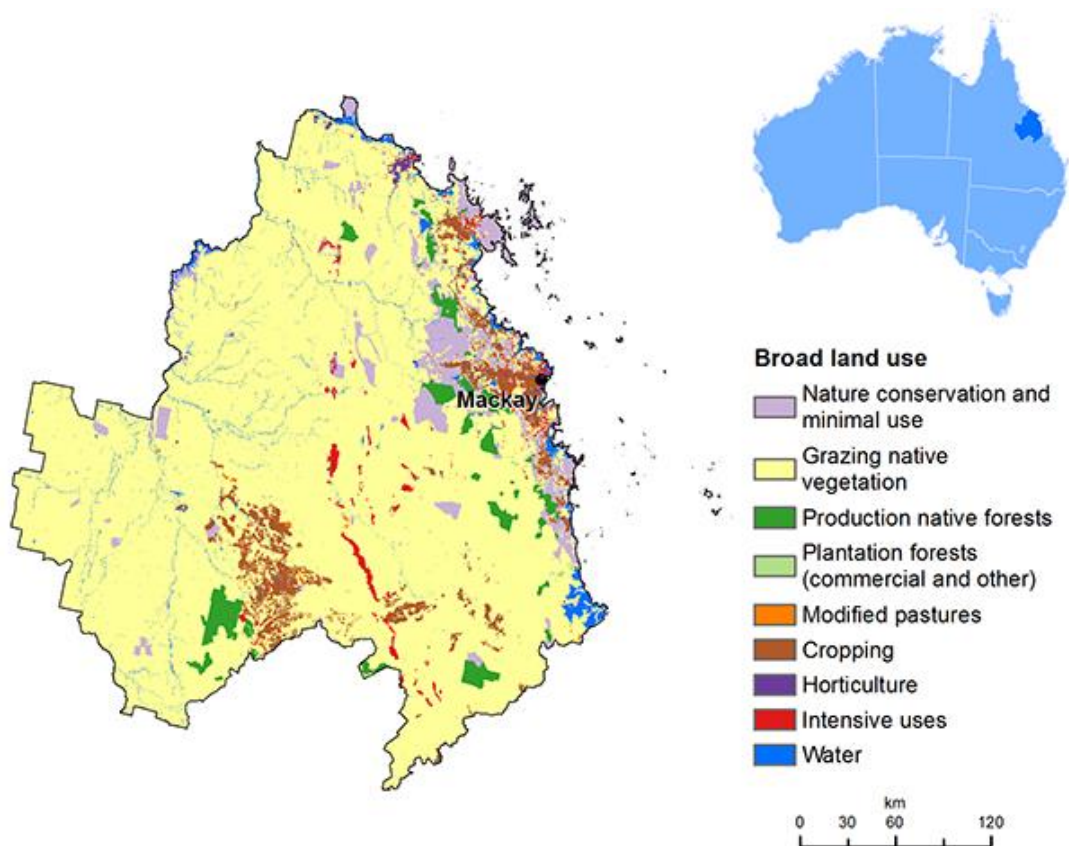 Mackay
Broad land use
Nature conservation and
minimal use
Grazing native
vegetation
Production native forests
Plantation forests
(commercial and other)
Modified pastures
Cropping
Horticulture
Intensive uses
Water
km
0 30 60 120